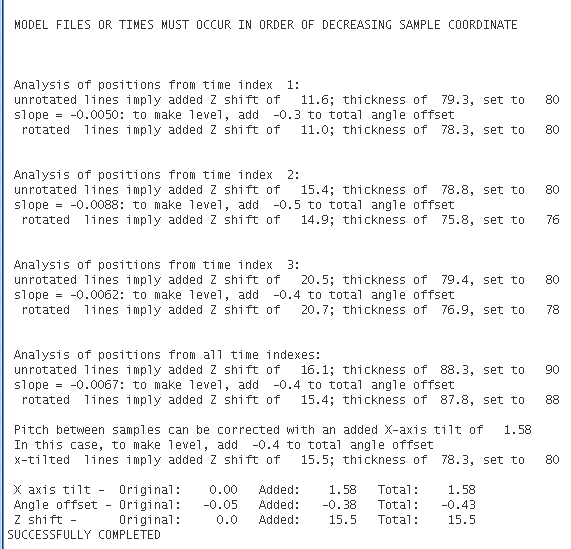 MODEL FILES OR TIMES MUST OCCUR IN ORDER OF DECREASING SAMPLE COORDINATE
Analysis of positions from time index  1:
unrotated lines imply added Z shift of   11.6; thickness of  79.3, set to   80
slope = -0.0050: to make level, add  -0.3 to total angle offset
 rotated  lines imply added Z shift of   11.0; thickness of  78.3, set to   80
Analysis of positions from time index  2:
unrotated lines imply added Z shift of   15.4; thickness of  78.8, set to   80
slope = -0.0088: to make level, add  -0.5 to total angle offset
 rotated  lines imply added Z shift of   14.9; thickness of  75.8, set to   76
Analysis of positions from time index  3:
unrotated lines imply added Z shift of   20.5; thickness of  79.4, set to   80
slope = -0.0062: to make level, add  -0.4 to total angle offset
 rotated  lines imply added Z shift of   20.7; thickness of  76.9, set to   78
Analysis of positions from all time indexes:
unrotated lines imply added Z shift of   16.1; thickness of  88.3, set to   90
slope = -0.0067: to make level, add  -0.4 to total angle offset
 rotated  lines imply added Z shift of   15.4; thickness of  87.8, set to   88
Pitch between samples can be corrected with an added X-axis tilt of   1.58
In this case, to make level, add  -0.4 to total angle offset
x-tilted  lines imply added Z shift of   15.5; thickness of  78.3, set to   80
X axis tilt -  Original:    0.00   Added:    1.58   Total:    1.58
Angle offset - Original:   -0.05   Added:   -0.38   Total:   -0.43
Z shift -      Original:     0.0   Added:    15.5   Total:    15.5
SUCCESSFULLY COMPLETED